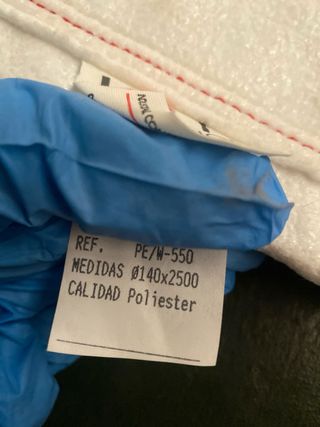 REF. PE/W-550
MEDIDAS Ø140x2500
CALIDAD Poliester